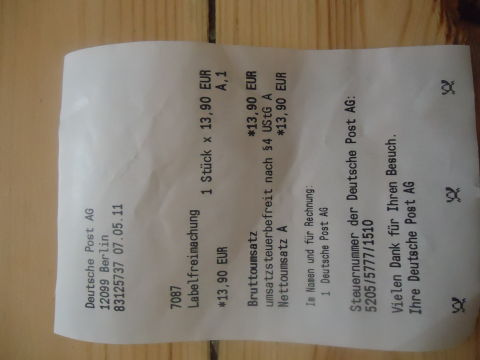 Deutsche Post AG
12099 Berlin
83125737 07.05.11
7087
Labelfreimachung
1 Stück x 13,90 EUR
*13,90 EUR A,1
Bruttoumsatz *13,90 EUR
umsatzsteuerbefreit nach §4 UStG A
Nettoumsatz A *13,90 EUR
Im Namen und für Rechnung:
1 Deutsche Post AG
Steuernummer der Deutsche Post AG:
5205/5777/1510
Vielen Dank für Ihren Besuch.
Ihre Deutsche Post AG